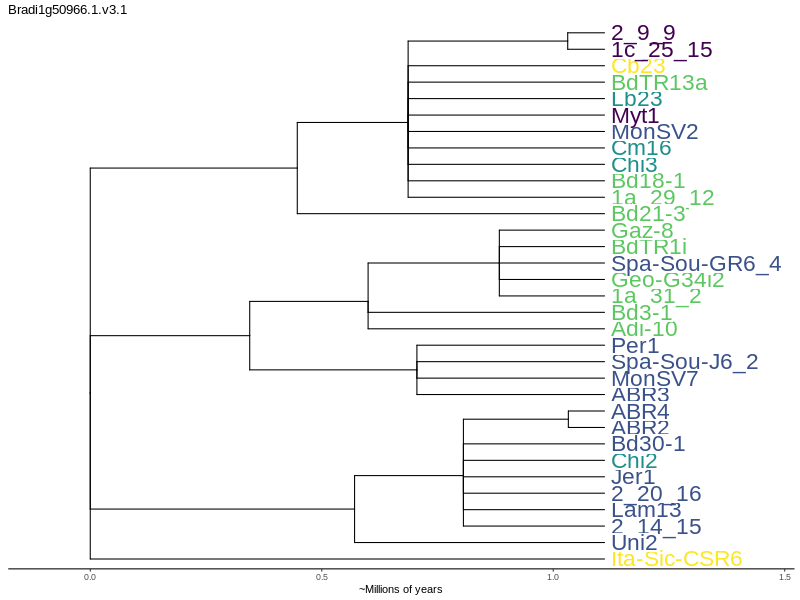 Bradi1g50966.1.v3.1
2_9_9
1c_25_15
Cb23
BdTR13a
Lb23
Myt1
MonSV2
Cm16
Chi3
Bd18-1
1a_29_12
Bd21-3
Gaz-8
BdTR1i
Spa-Sou-GR6_4
Geo-G34i2
1a_31_2
Bd3-1
Adi-10
Per1
Spa-Sou-J6_2
MonSV7
ABR3
ABR4
ABR2
Bd30-1
Chi2
Jer1
2_20_16
Lam13
2_14_15
Uni2
Ita-Sic-CSR6
0.0 0.5 1.0 1.5
~Millions of years